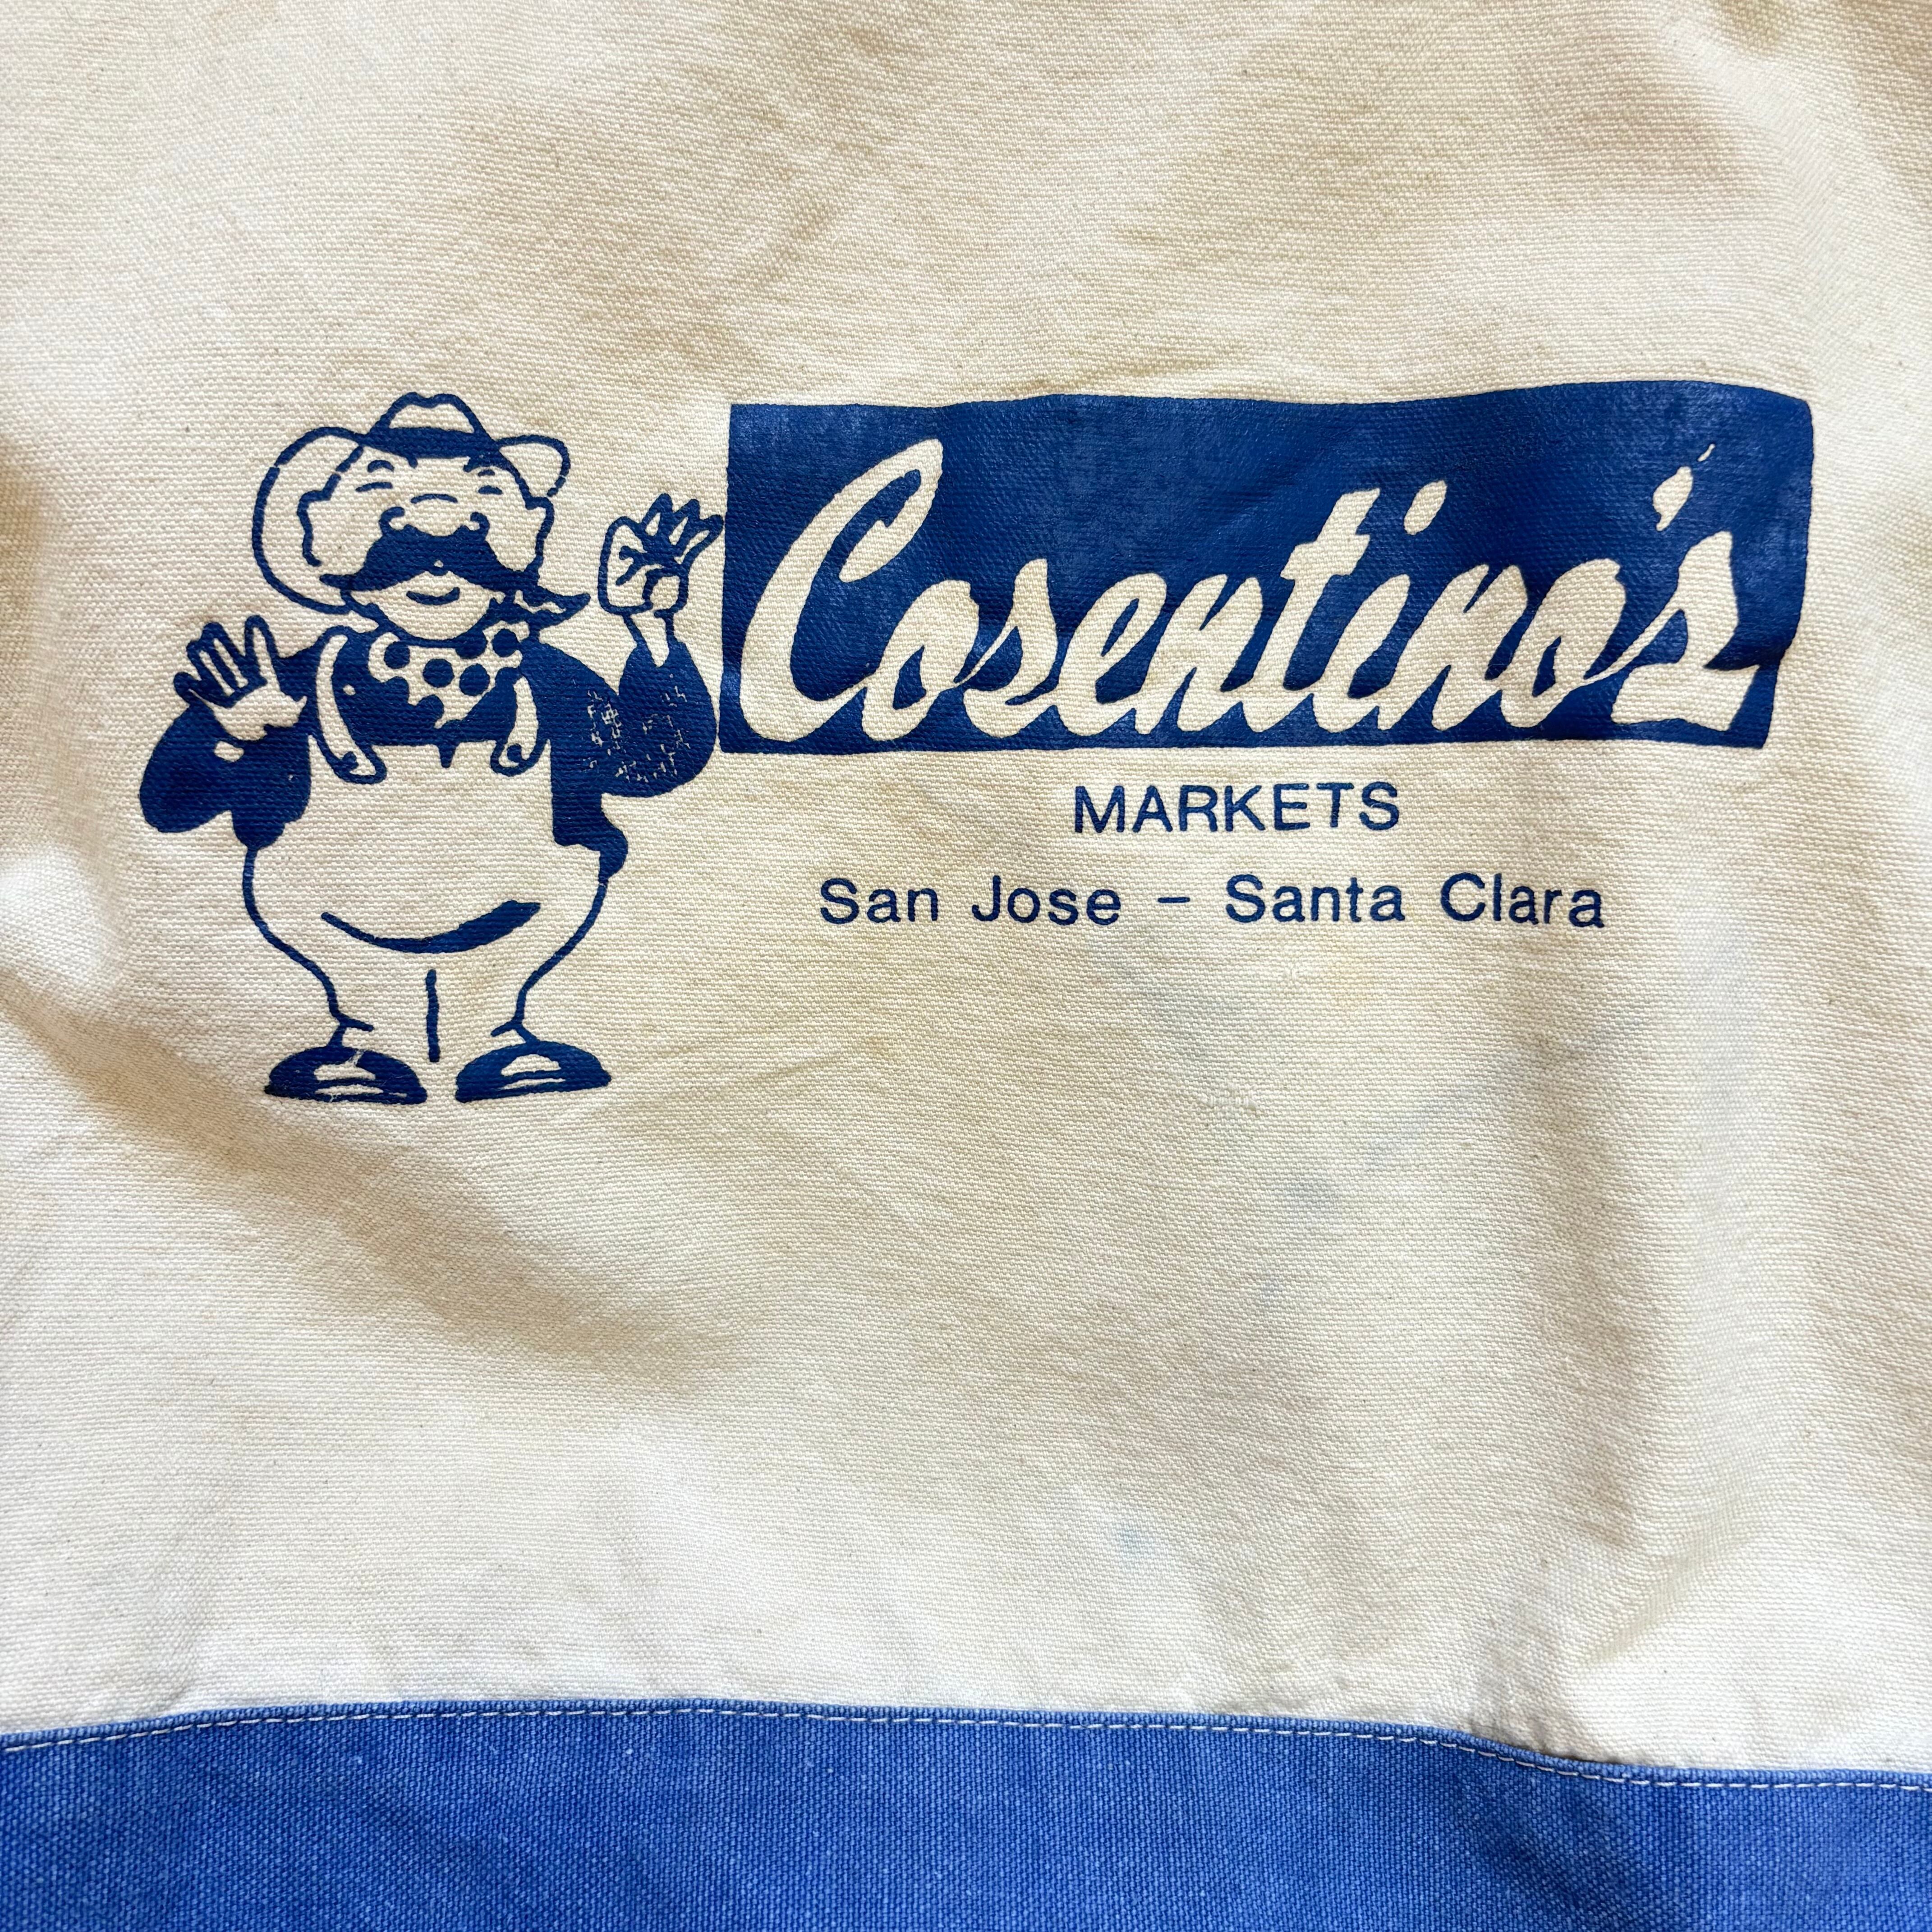 Cosentino's
MARKETS
San Jose - Santa Clara